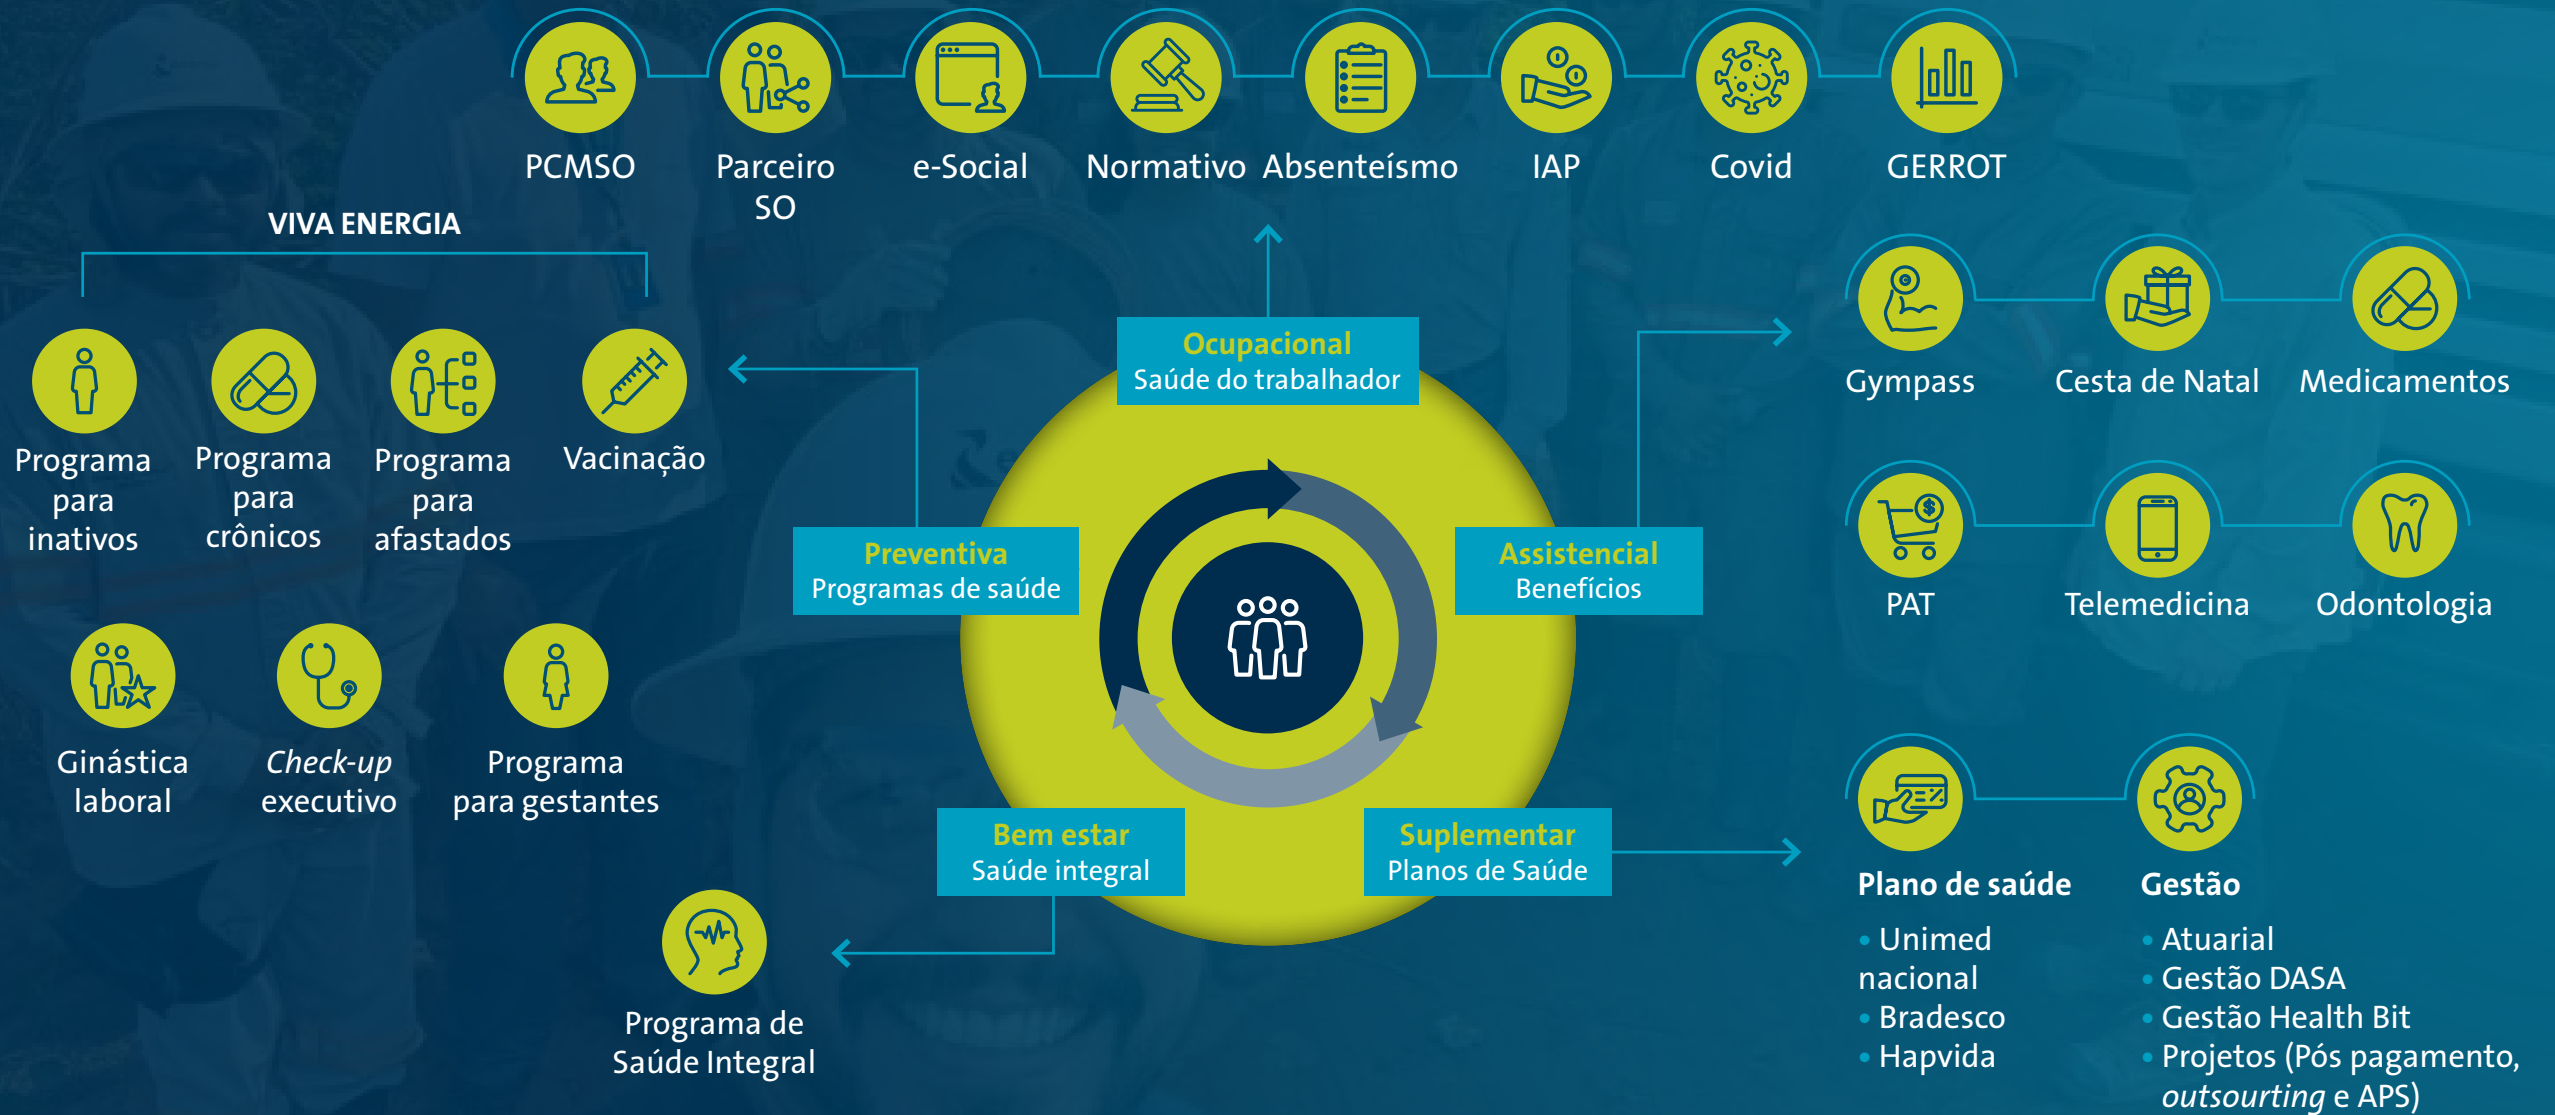 PCMSO
Parceiro
SO
e-Social
Normativo
Absenteísmo
IAP
Covid
GERROT
VIVA ENERGIA
Programa
para
inativos
Programa
para
crônicos
Programa
para
afastados
Vacinação
Ginástica
laboral
Check-up
executivo
Programa
para gestantes
Ocupacional
Saúde do trabalhador
Preventiva
Programas de saúde
Assistencial
Benefícios
Bem estar
Saúde integral
Suplementar
Planos de Saúde
Programa de
Saúde Integral
Gympass
Cesta de Natal
Medicamentos
PAT
Telemedicina
Odontologia
Plano de saúde
• Unimed
nacional
• Bradesco
• Hapvida
Gestão
• Atuarial
• Gestão DASA
• Gestão Health Bit
• Projetos (Pós pagamento,
outsourting e APS)